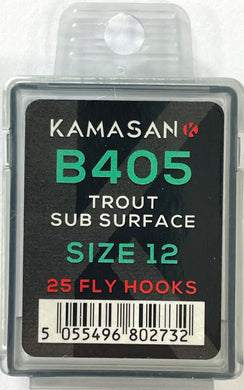 KAMASAN K
B405
TROUT
SUB SURFACE
SIZE 12
25 FLY HOOKS
5 055496 802732